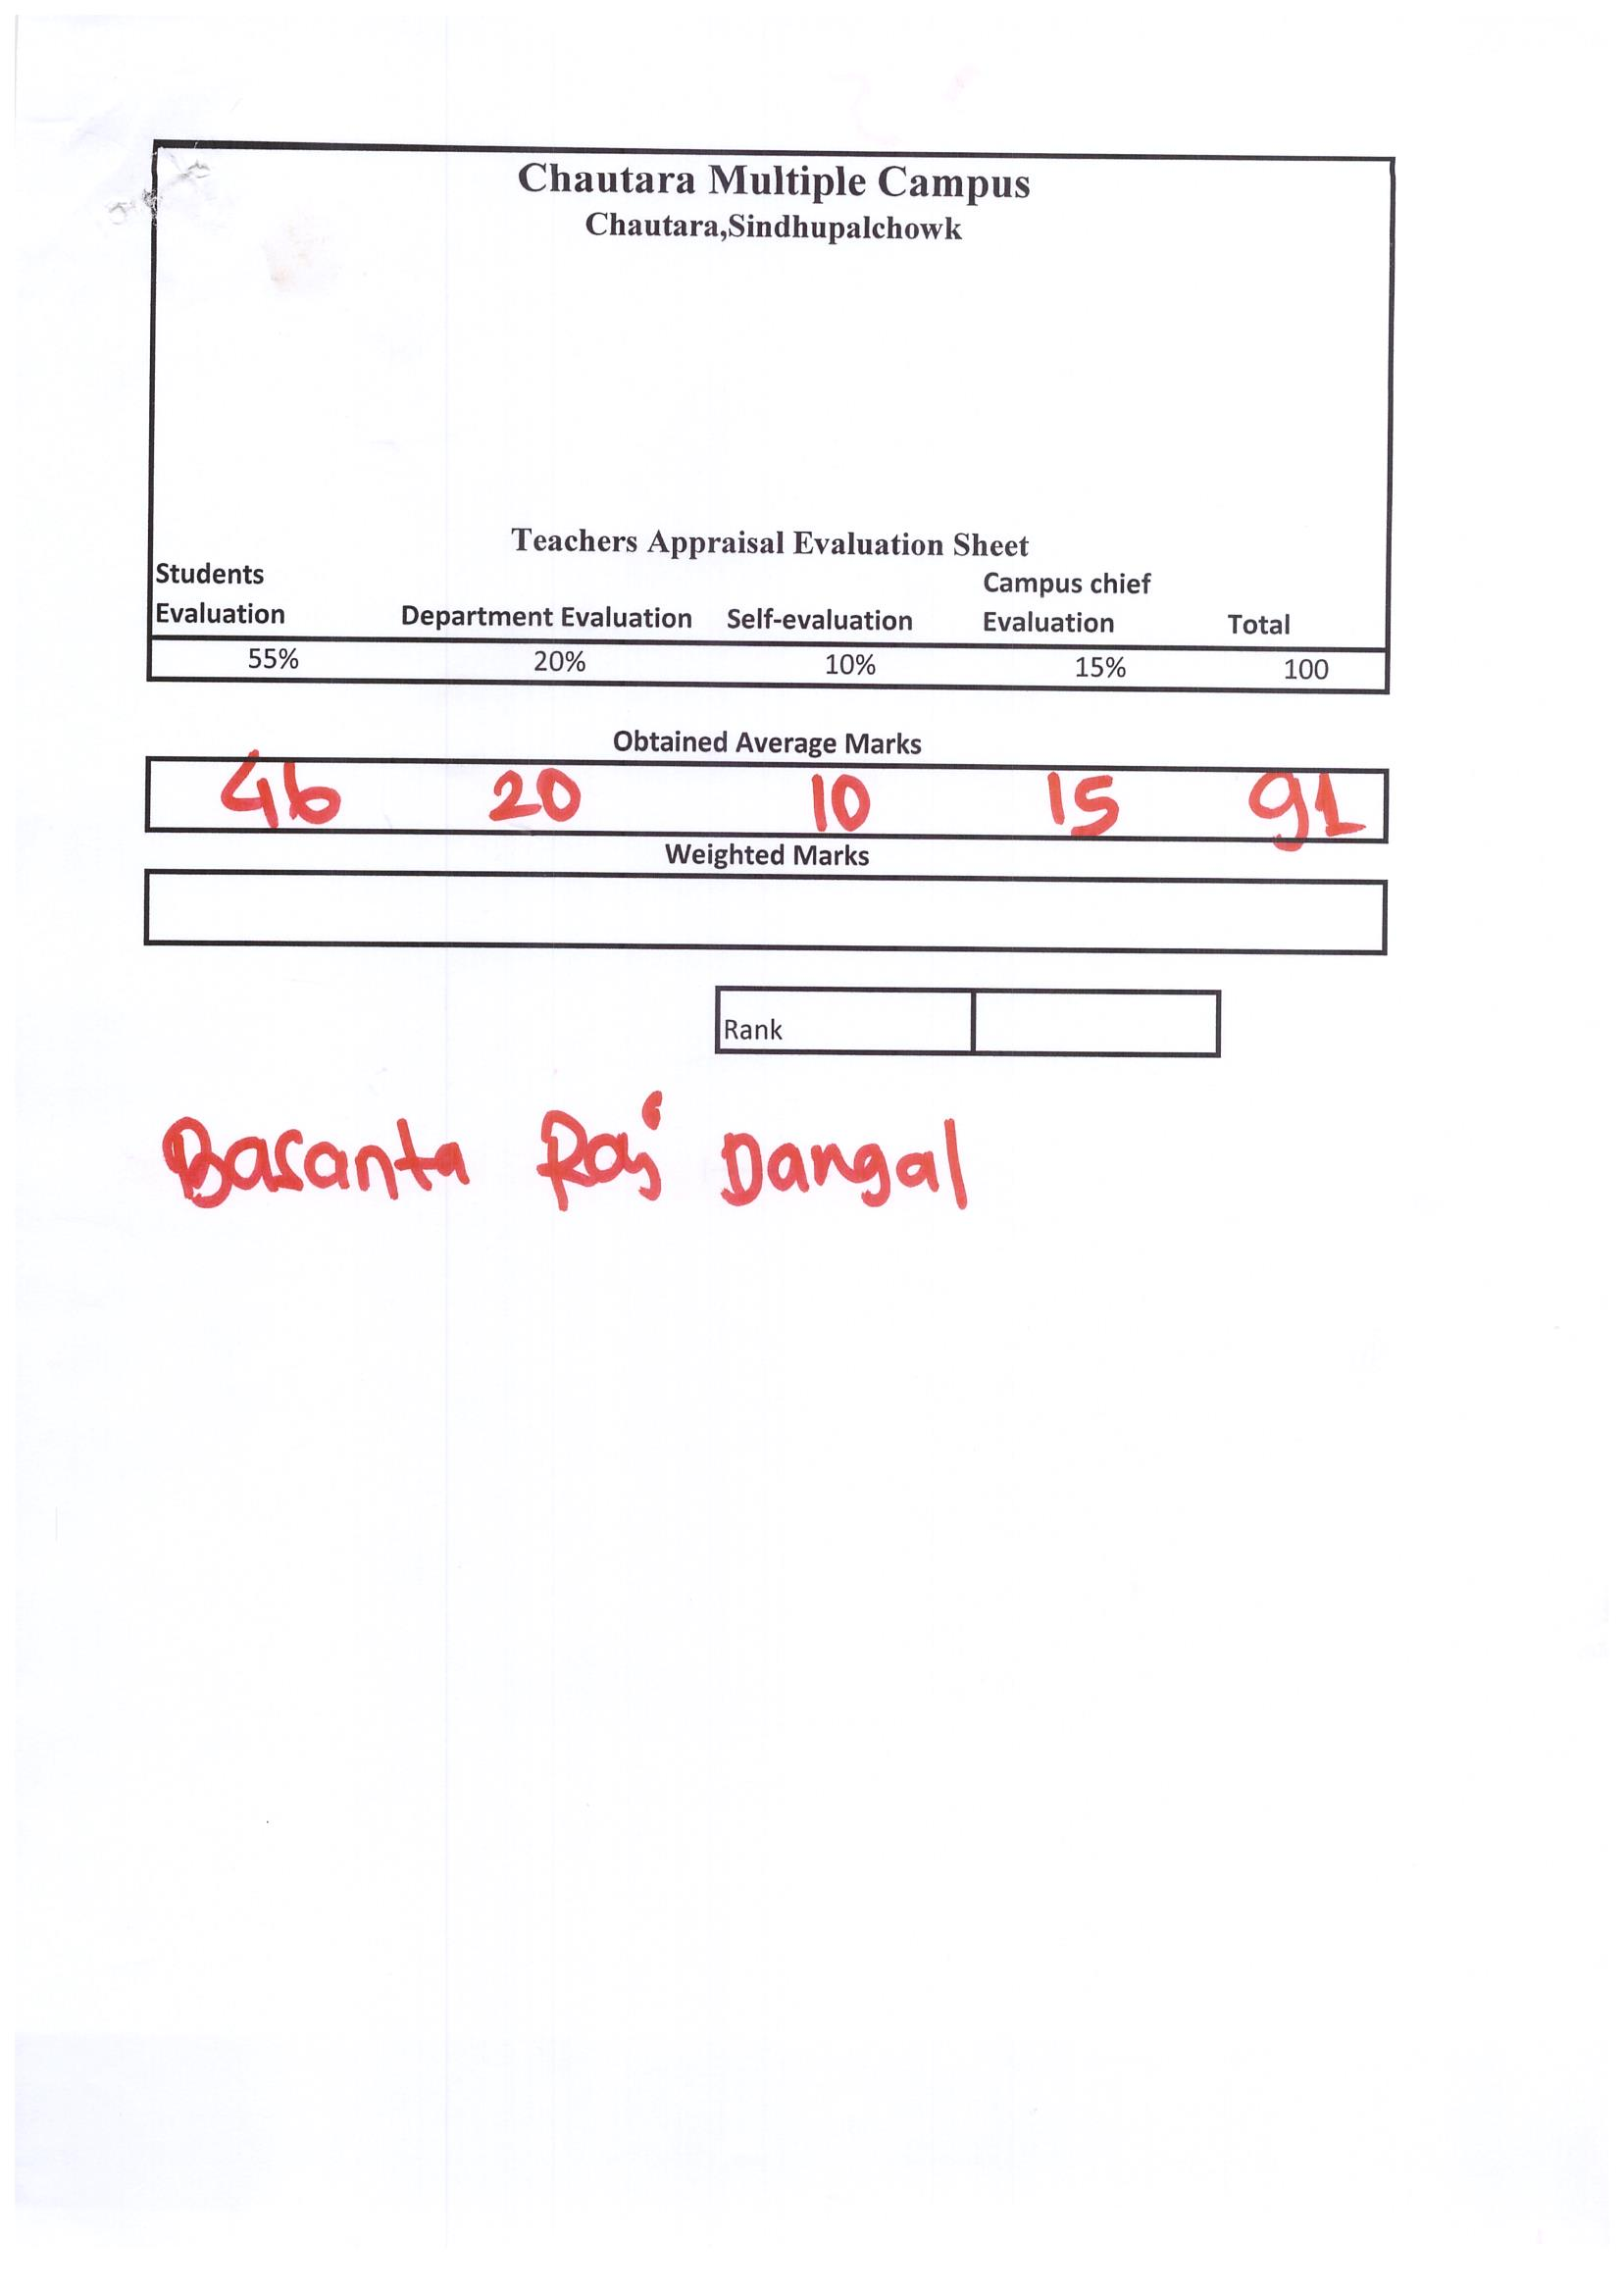 Chautara Multiple Campus
Chautara,Sindhupalchowk
Teachers Appraisal Evaluation Sheet
Students Evaluation Department Evaluation Self-evaluation Campus chief Evaluation Total
55% 20% 10% 15% 100
Obtained Average Marks
46 20 10 15 91
Weighted Marks
Rank
Basanta Raj Dangal